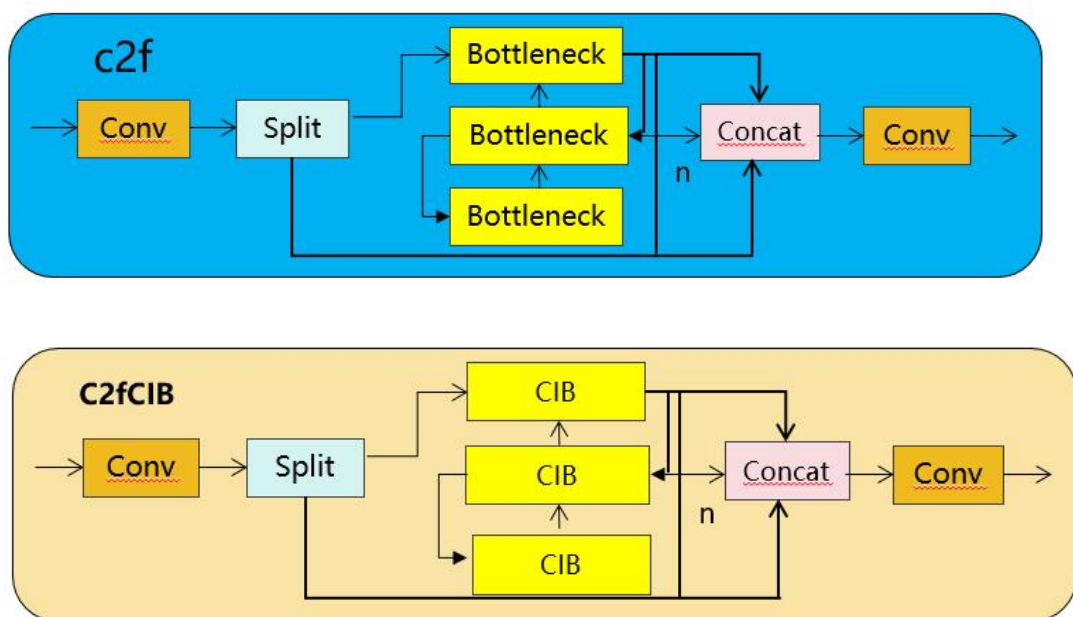 c2f
Bottleneck
Conv
Split
Bottleneck
Concat
Conv
n
Bottleneck
C2fCIB
CIB
Conv
Split
CIB
Concat
Conv
n
CIB